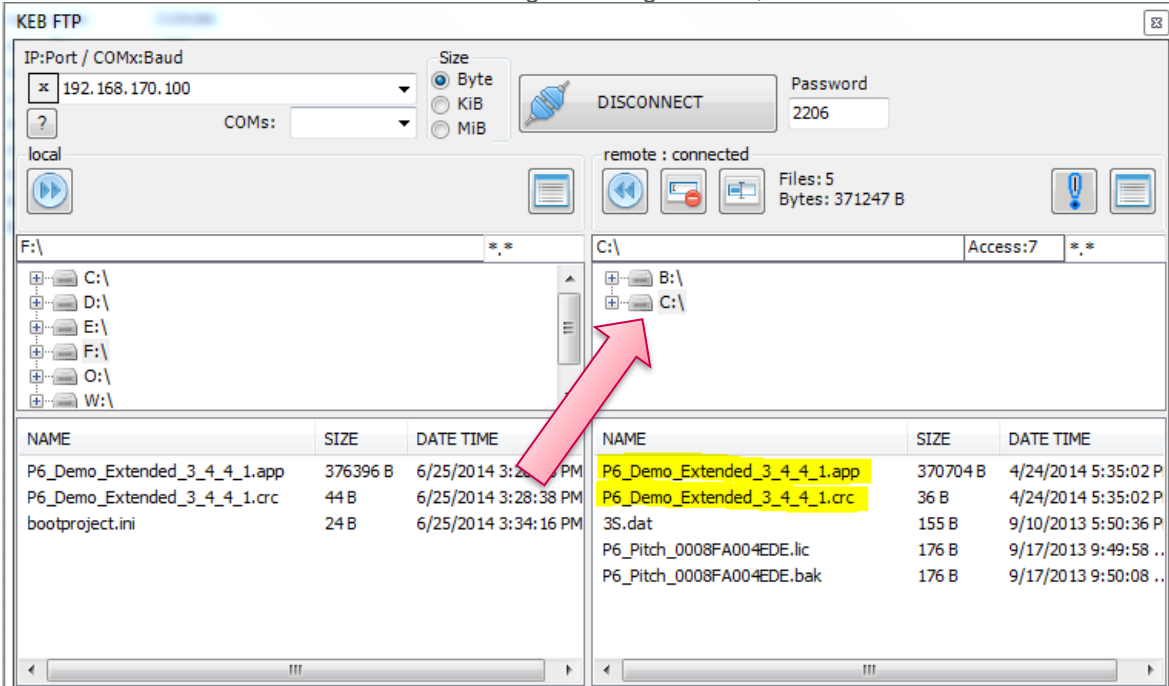 KEB FTP
IP:Port / COMx:Baud
Size
x 192.168.170.100
Byte
KiB
MiB
DISCONNECT
Password
2206
?
COMs:
local
remote : connected
Files: 5
Bytes: 371247 B
F:\
*.*
C:\
Access:7
*.*
C:\
D:\
E:\
F:\
O:\
W:\
B:\
C:\
NAME SIZE DATE TIME
P6_Demo_Extended_3_4_4_1.app 376396 B 6/25/2014 PM
P6_Demo_Extended_3_4_4_1.crc 44 B 6/25/2014 3:28:38 PM
bootproject.ini 24 B 6/25/2014 3:34:16 PM
NAME SIZE DATE TIME
P6_Demo_Extended_3_4_4_1.app 370704 B 4/24/2014 5:35:02 P
P6_Demo_Extended_3_4_4_1.crc 36 B 4/24/2014 5:35:02 P
3S.dat 155 B 9/10/2013 5:50:36 P
P6_Pitch_0008FA004EDE.lic 176 B 9/17/2013 9:49:58 ..
P6_Pitch_0008FA004EDE.bak 176 B 9/17/2013 9:50:08 ..